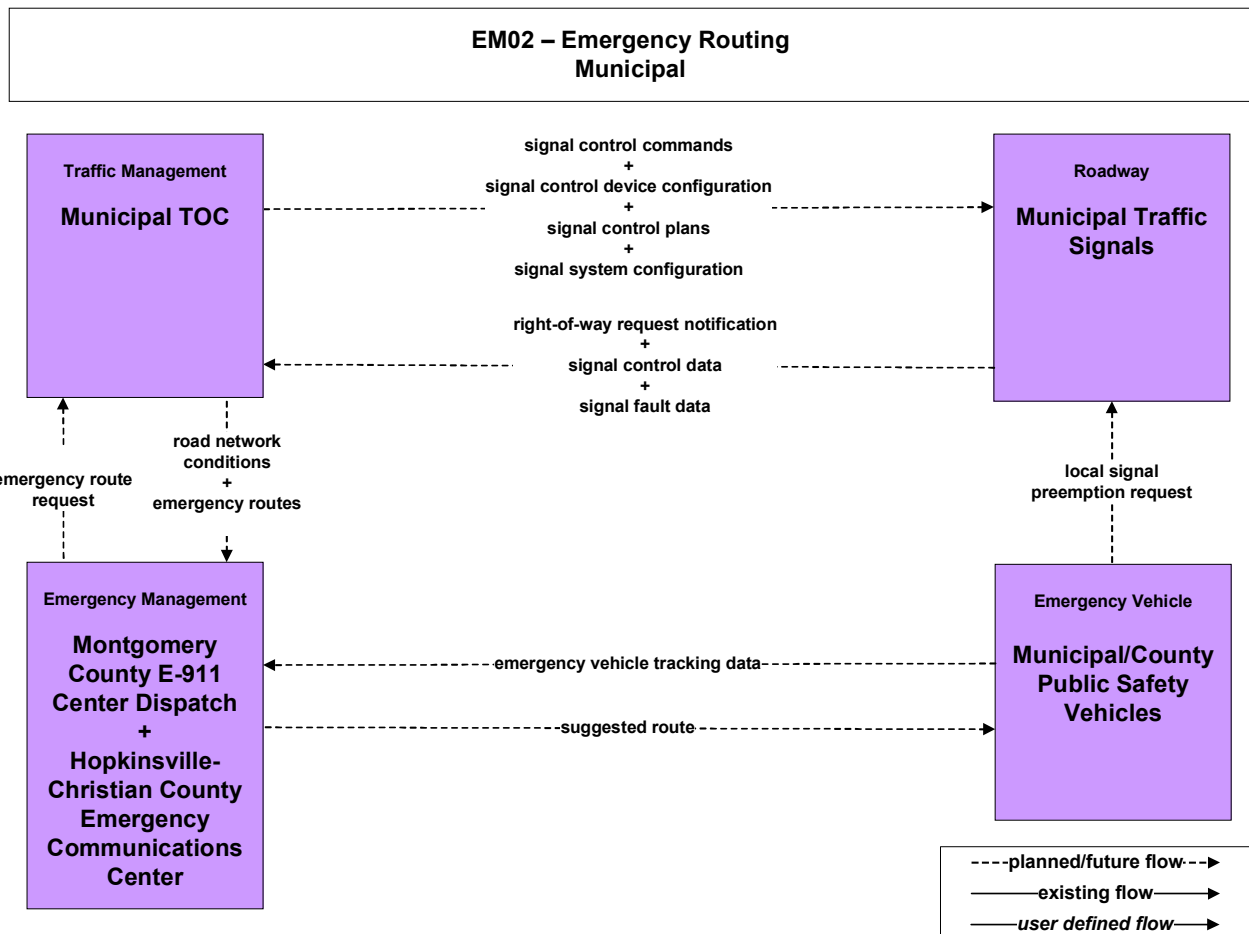 EM02 – Emergency Routing
Municipal
Traffic Management
Municipal TOC
signal control commands
+
signal control device configuration
+
signal control plans
+
signal system configuration
Roadway
Municipal Traffic
Signals
right-of-way request notification
+
signal control data
+
signal fault data
emergency route
request
road network
conditions
+
emergency routes
local signal
preemption request
Emergency Management
Montgomery
County E-911
Center Dispatch
+
Hopkinsville-
Christian County
Emergency
Communications
Center
emergency vehicle tracking data
suggested route
Emergency Vehicle
Municipal/County
Public Safety
Vehicles
planned/future flow
existing flow
user defined flow